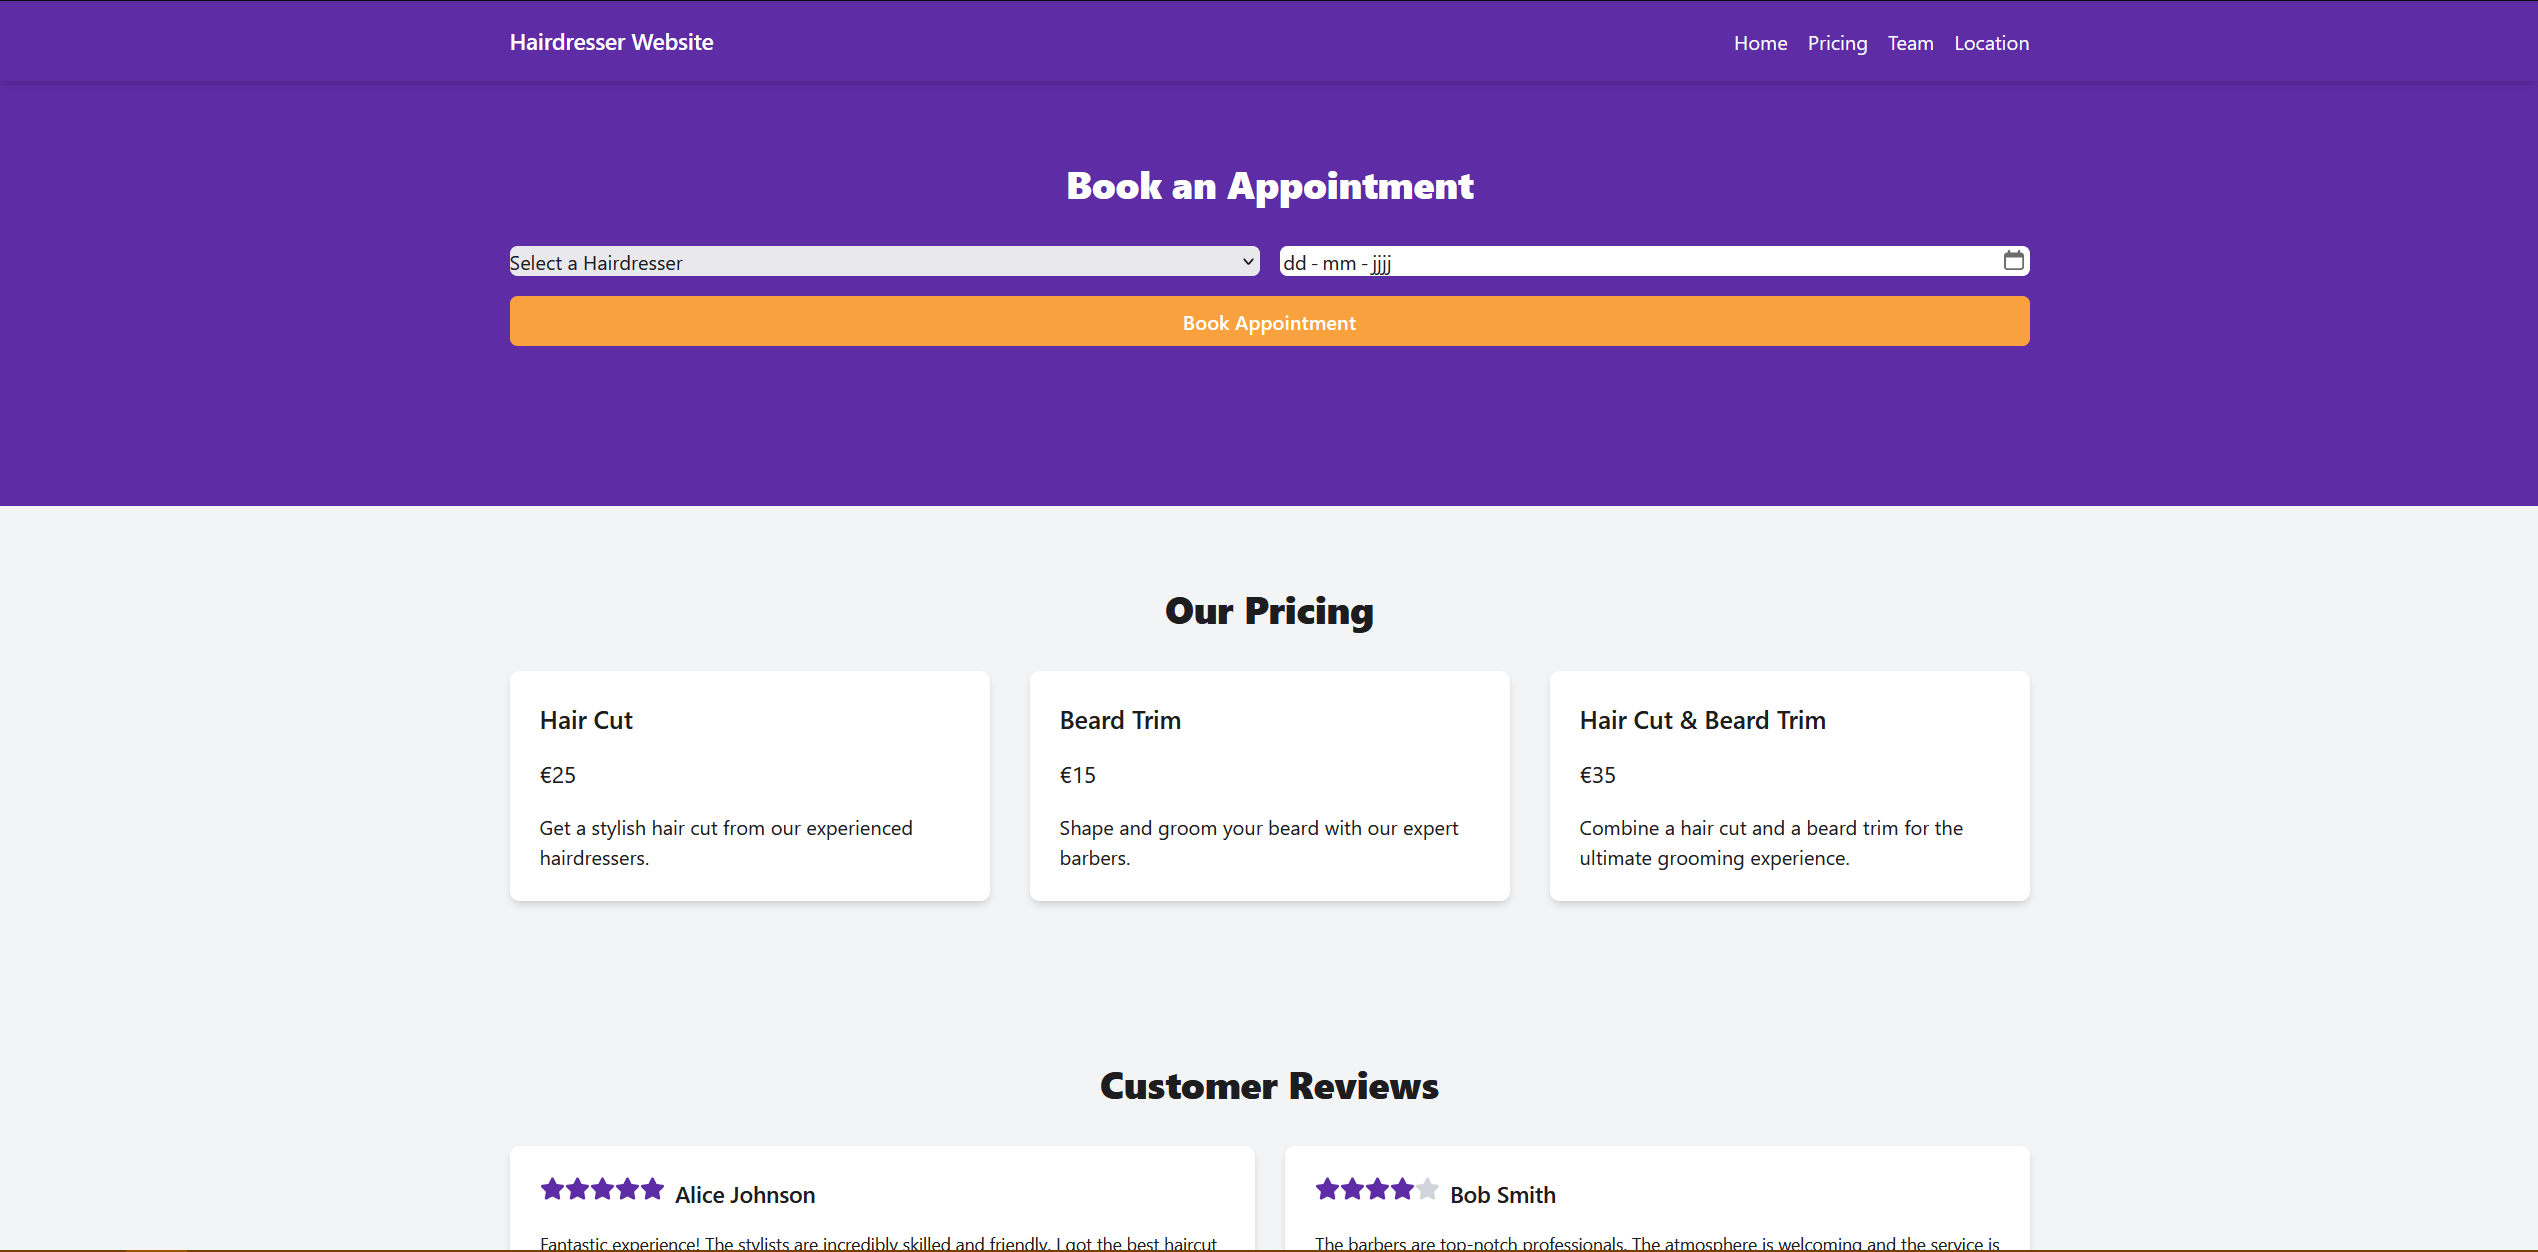 Hairdresser Website
Home Pricing Team Location
Book an Appointment
Select a Hairdresser
dd - mm - jjjj
Book Appointment
Our Pricing
Hair Cut
€25
Get a stylish hair cut from our experienced
hairdressers.
Beard Trim
€15
Shape and groom your beard with our expert
barbers.
Hair Cut & Beard Trim
€35
Combine a hair cut and a beard trim for the
ultimate grooming experience.
Customer Reviews
Alice Johnson
Fantastic experience! The stylists are incredibly skilled and friendly. I got the best haircut
Bob Smith
The barbers are top-notch professionals. The atmosphere is welcoming and the service is